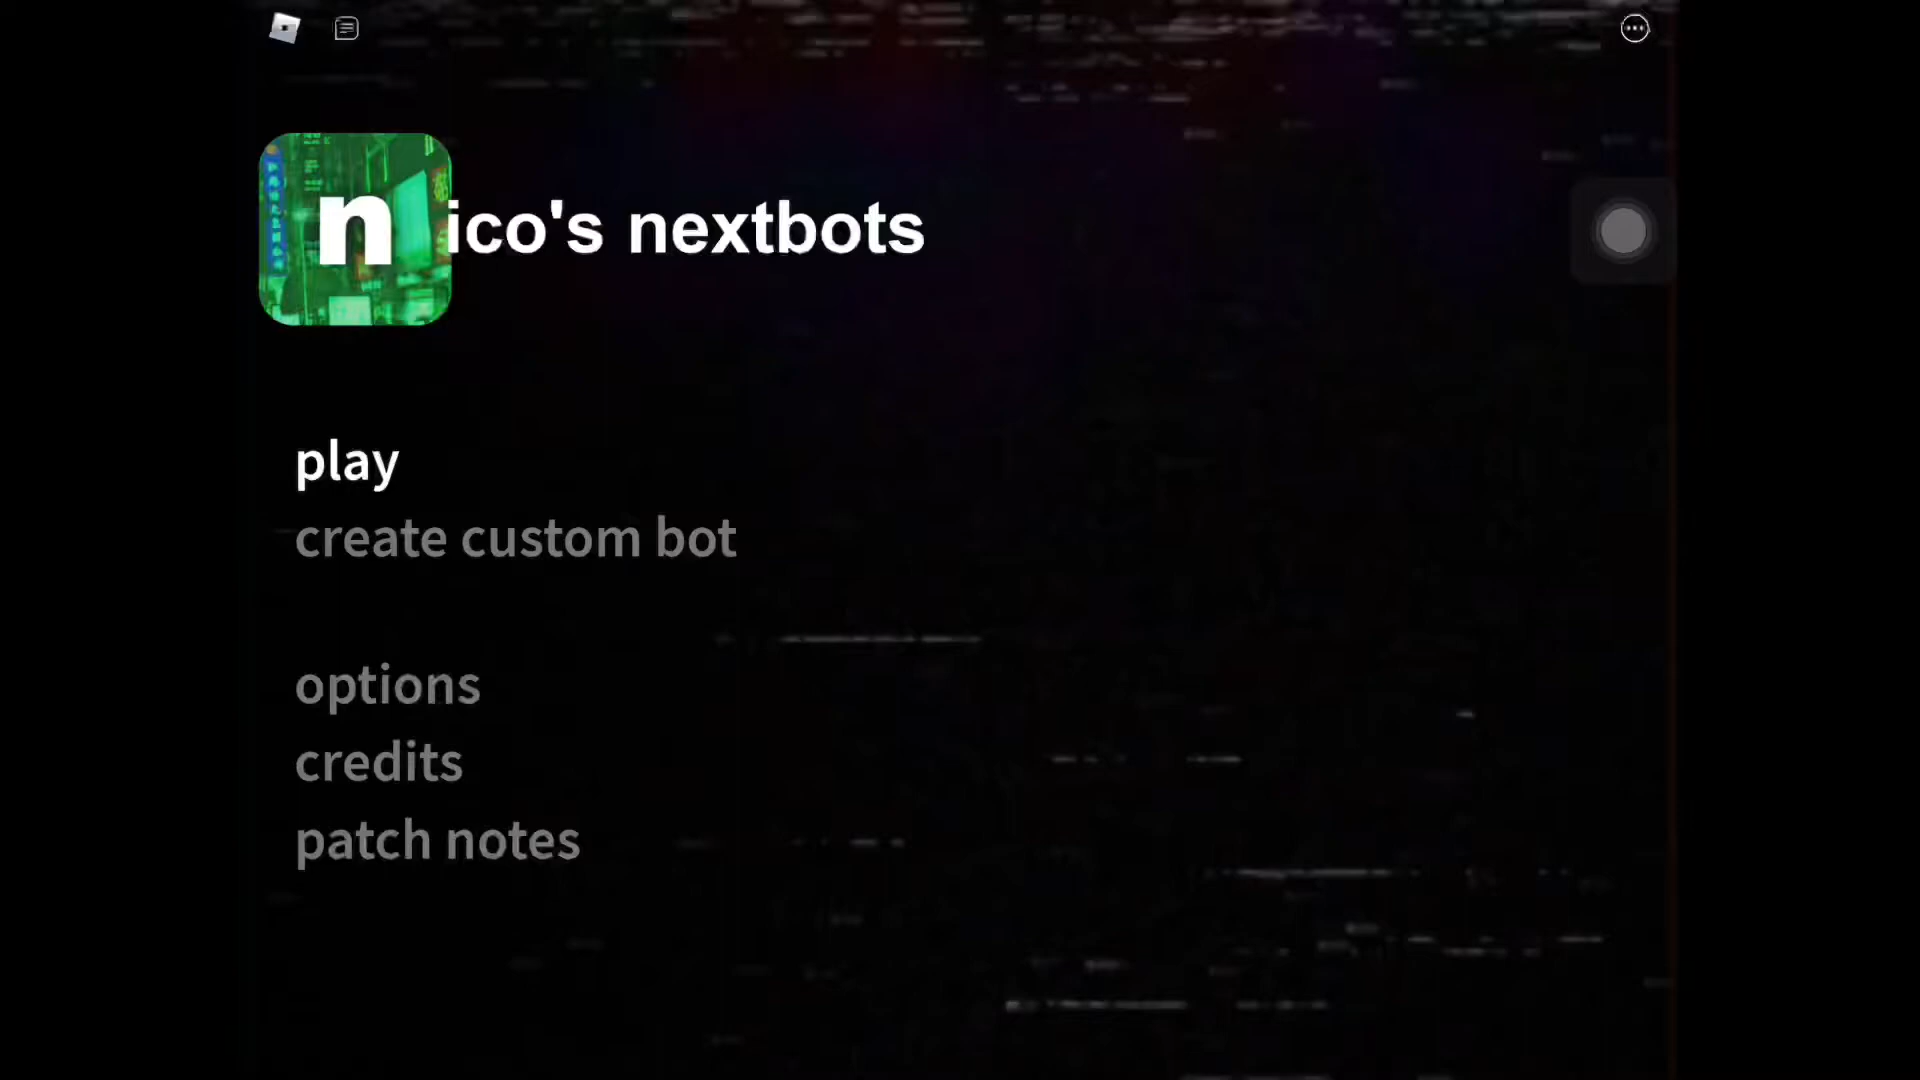 nico's nextbots
play
create custom bot
options
credits
patch notes